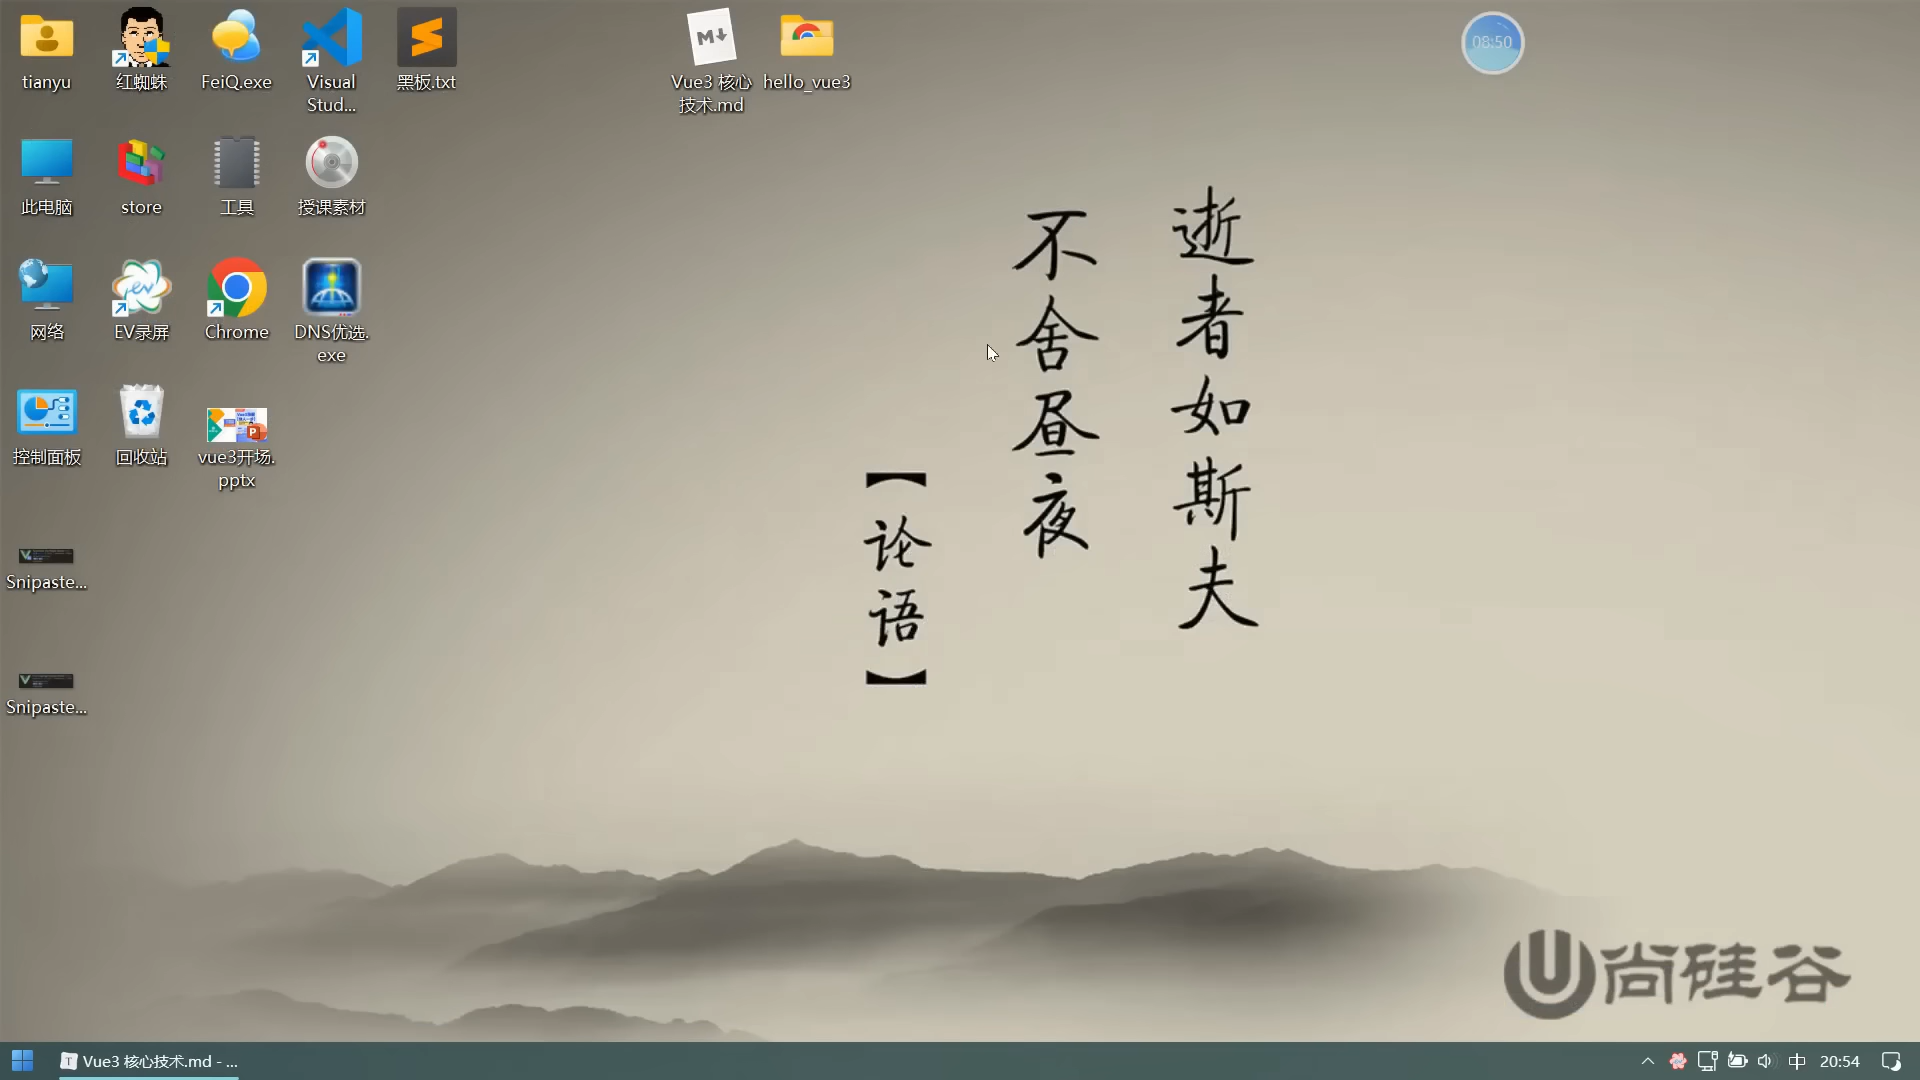 tianyu
红蜘蛛
FeiQ.exe
Visual
Stud...
黑板.txt
Vue3 核心
技术.md
hello_vue3
08:50
此电脑
store
工具
授课素材
网络
EV录屏
Chrome
DNS优选.
exe
控制面板
回收站
vue3开场.
pptx
Snipaste...
Snipaste...
逝者如斯夫
不舍昼夜
【论语】
尚硅谷
Vue3 核心技术.md - ...
中
20:54